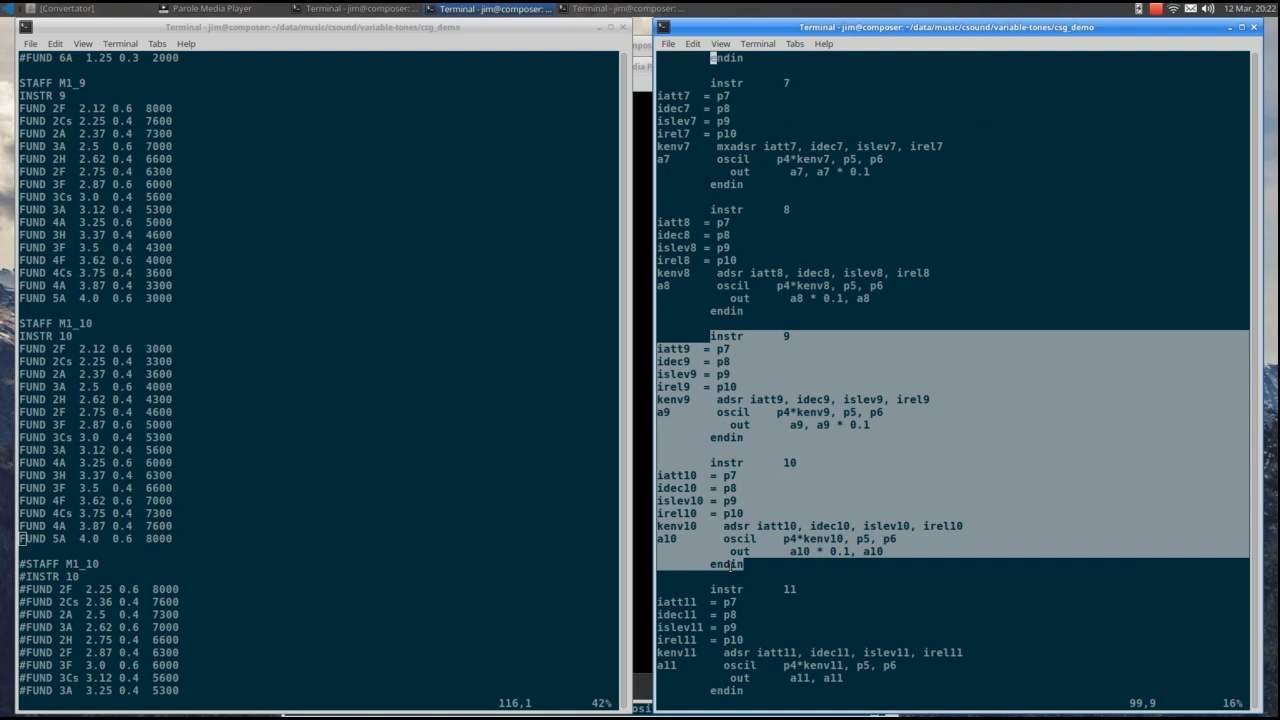 [Convertator]
Parole Media Player
Terminal - jim@composer: ...
Terminal - jim@composer: ...
Terminal - jim@composer: ...
12 Mar, 20:22
Terminal - jim@composer: ~/data/music/csound/variable-tones/csg_demo
File Edit View Terminal Tabs Help
#FUND 6A 1.25 0.3 2000
STAFF M1_9
INSTR 9
FUND 2F 2.12 0.6 8000
FUND 2Cs 2.25 0.4 7600
FUND 2A 2.37 0.4 7300
FUND 3A 2.5 0.6 7000
FUND 2H 2.62 0.4 6600
FUND 2F 2.75 0.4 6300
FUND 3F 2.87 0.6 6000
FUND 3Cs 3.0 0.4 5600
FUND 3A 3.12 0.4 5300
FUND 4A 3.25 0.6 5000
FUND 3H 3.37 0.4 4600
FUND 3F 3.5 0.4 4300
FUND 4F 3.62 0.6 4000
FUND 4Cs 3.75 0.4 3600
FUND 4A 3.87 0.4 3300
FUND 5A 4.0 0.6 3000
STAFF M1_10
INSTR 10
FUND 2F 2.12 0.6 3000
FUND 2Cs 2.25 0.4 3300
FUND 2A 2.37 0.4 3600
FUND 3A 2.5 0.6 4000
FUND 2H 2.62 0.4 4300
FUND 2F 2.75 0.4 4600
FUND 3F 2.87 0.6 5000
FUND 3Cs 3.0 0.4 5300
FUND 3A 3.12 0.4 5600
FUND 4A 3.25 0.6 6000
FUND 3H 3.37 0.4 6300
FUND 3F 3.5 0.4 6600
FUND 4F 3.62 0.6 7000
FUND 4Cs 3.75 0.4 7300
FUND 4A 3.87 0.4 7600
FUND 5A 4.0 0.6 8000
#STAFF M1_10
#INSTR 10
#FUND 2F 2.25 0.6 8000
#FUND 2Cs 2.36 0.4 7600
#FUND 2A 2.5 0.4 7300
#FUND 3A 2.62 0.6 7000
#FUND 2H 2.75 0.4 6600
#FUND 2F 2.87 0.4 6300
#FUND 3F 3.0 0.6 6000
#FUND 3Cs 3.12 0.4 5600
#FUND 3A 3.25 0.4 5300
116,1 42%
Terminal - jim@composer: ~/data/music/csound/variable-tones/csg_demo
File Edit View Terminal Tabs Help
endin
instr 7
iatt7 = p7
idec7 = p8
islev7 = p9
irel7 = p10
kenv7 mxadsr iatt7, idec7, islev7, irel7
a7 oscil p4*kenv7, p5, p6
out a7, a7 * 0.1
endin
instr 8
iatt8 = p7
idec8 = p8
islev8 = p9
irel8 = p10
kenv8 adsr iatt8, idec8, islev8, irel8
a8 oscil p4*kenv8, p5, p6
out a8 * 0.1, a8
endin
instr 9
iatt9 = p7
idec9 = p8
islev9 = p9
irel9 = p10
kenv9 adsr iatt9, idec9, islev9, irel9
a9 oscil p4*kenv9, p5, p6
out a9, a9 * 0.1
endin
instr 10
iatt10 = p7
idec10 = p8
islev10 = p9
irel10 = p10
kenv10 adsr iatt10, idec10, islev10, irel10
a10 oscil p4*kenv10, p5, p6
out a10 * 0.1, a10
endin
instr 11
iatt11 = p7
idec11 = p8
islev11 = p9
irel11 = p10
kenv11 adsr iatt11, idec11, islev11, irel11
a11 oscil p4*kenv11, p5, p6
out a11, a11
endin
99,9 16%